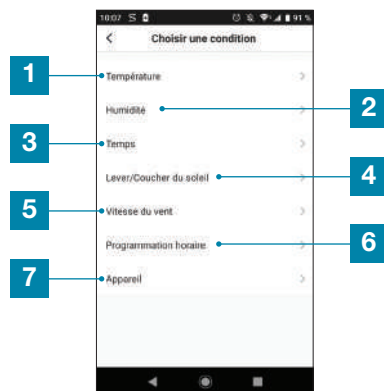 10:07 S 91 %
Choisir une condition
1 Température
Humidité 2
3 Temps
Lever/Coucher du soleil 4
5 Vitesse du vent
Programmation horaire 6
7 Appareil